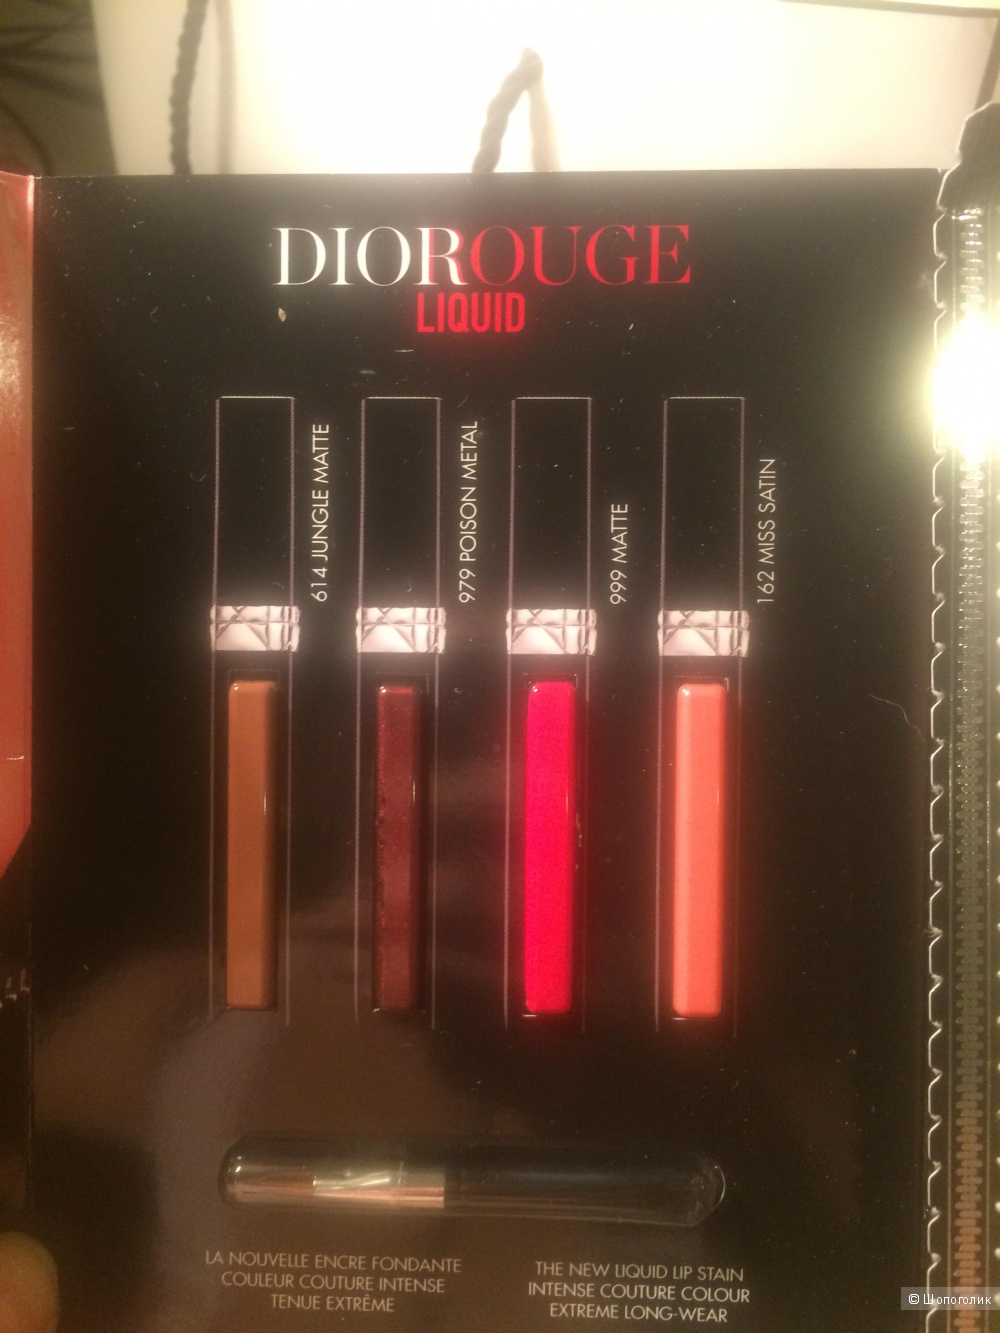 DIORROUGE
LIQUID
614 JUNGLE MATTE
979 POISON METAL
999 MATTE
162 MISS SATIN
LA NOUVELLE ENCRE FONDANTE
COULEUR COUTURE INTENSE
TENUE EXTRÊME
THE NEW LIQUID LIP STAIN
INTENSE COUTURE COLOUR
EXTREME LONG-WEAR
© Шопоголик